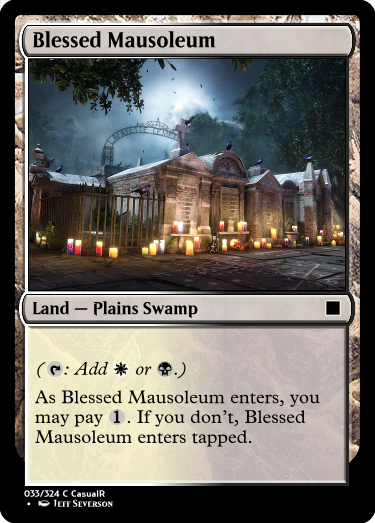 Blessed Mausoleum
Land — Plains Swamp
(: Add or .)
As Blessed Mausoleum enters, you
may pay 1. If you don't, Blessed
Mausoleum enters tapped.
033/324 C CasualR
• Jeff Severson